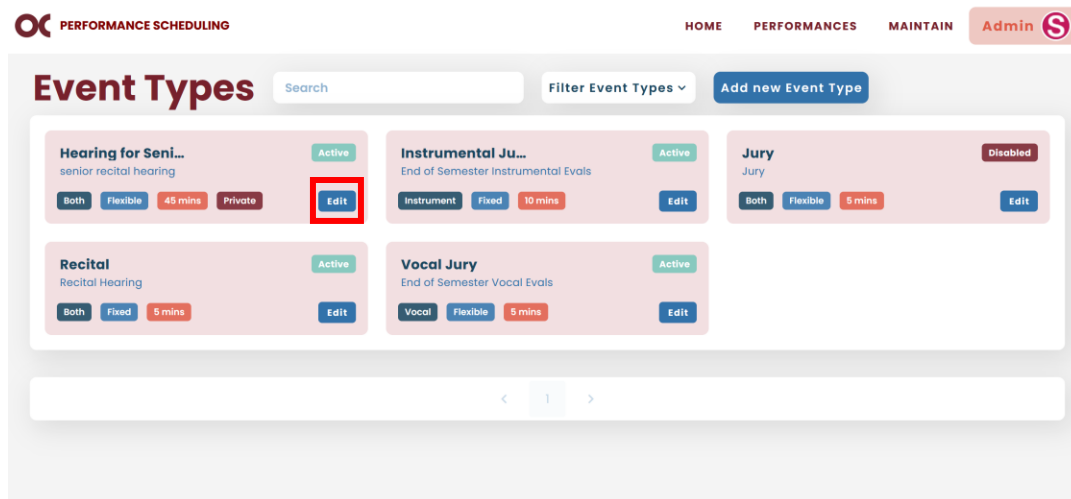 OC PERFORMANCE SCHEDULING HOME PERFORMANCES MAINTAIN Admin S
Event Types Search Filter Event Types Add new Event Type
Hearing for Seni... Active
senior recital hearing
Both Flexible 45 mins Private Edit
Instrumental Ju... Active
End of Semester Instrumental Evals
Instrument Fixed 10 mins Edit
Jury Disabled
Jury
Both Flexible 5 mins Edit
Recital Active
Recital Hearing
Both Fixed 5 mins Edit
Vocal Jury Active
End of Semester Vocal Evals
Vocal Flexible 5 mins Edit
< 1 >